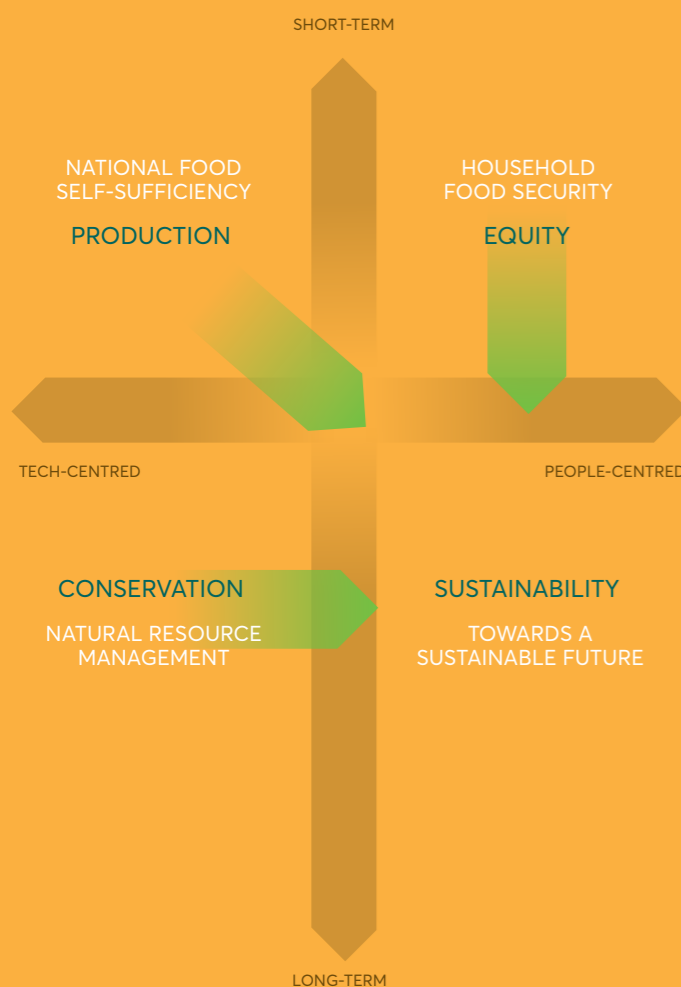 SHORT-TERM
NATIONAL FOOD
SELF-SUFFICIENCY
PRODUCTION
HOUSEHOLD
FOOD SECURITY
EQUITY
TECH-CENTRED
PEOPLE-CENTRED
CONSERVATION
NATURAL RESOURCE
MANAGEMENT
SUSTAINABILITY
TOWARDS A
SUSTAINABLE FUTURE
LONG-TERM